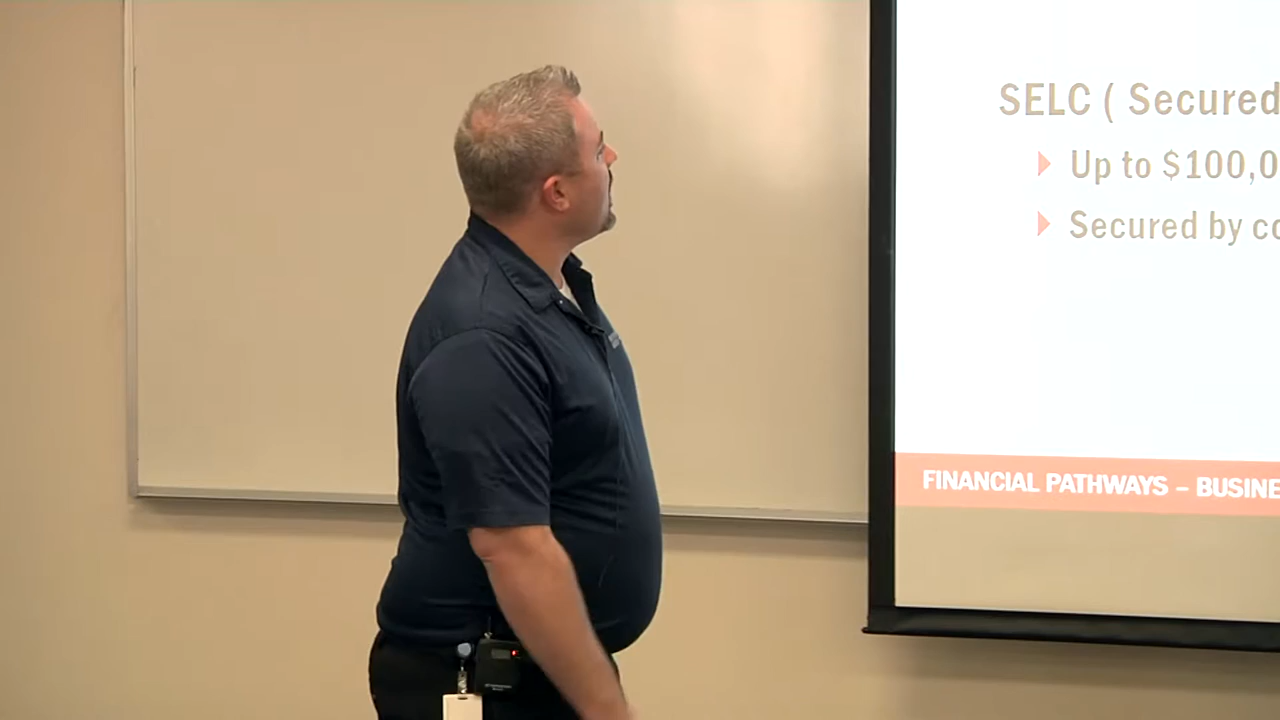 SELC ( Secured
Up to $100,0
Secured by co
FINANCIAL PATHWAYS – BUSINE